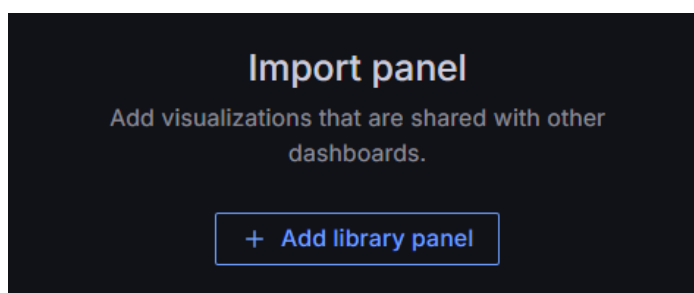 Import panel
Add visualizations that are shared with other
dashboards.
+ Add library panel